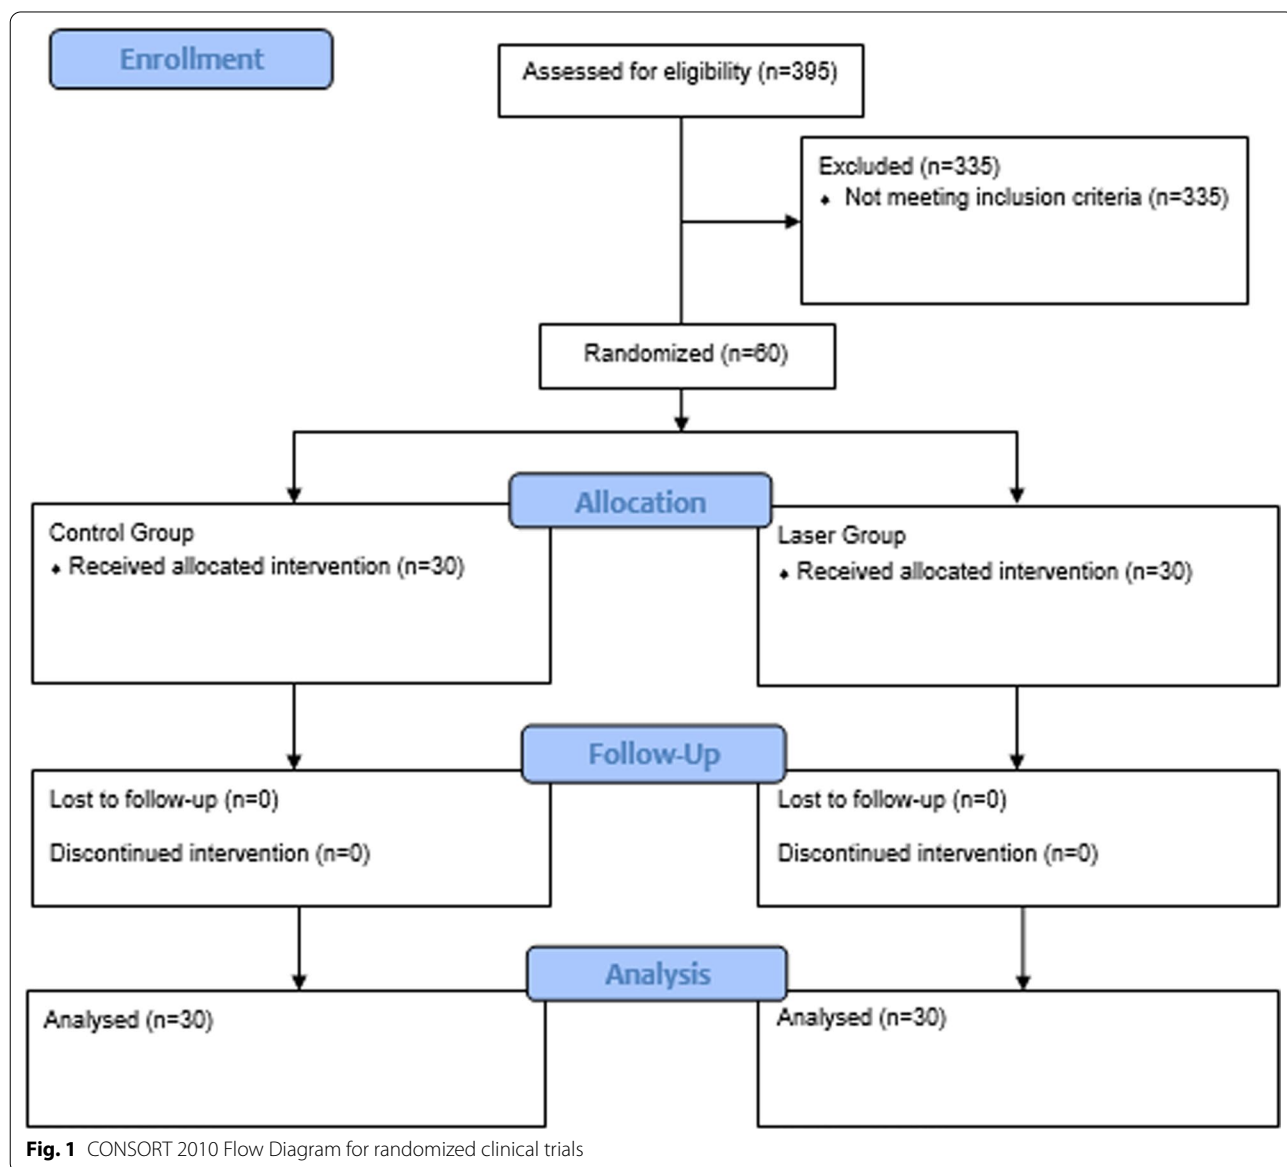 Enrollment
Assessed for eligibility (n=395)
Excluded (n=335)
♦ Not meeting inclusion criteria (n=335)
Randomized (n=60)
Allocation
Control Group
♦ Received allocated intervention (n=30)
Laser Group
♦ Received allocated intervention (n=30)
Follow-Up
Lost to follow-up (n=0)
Discontinued intervention (n=0)
Lost to follow-up (n=0)
Discontinued intervention (n=0)
Analysis
Analysed (n=30)
Analysed (n=30)
Fig. 1 CONSORT 2010 Flow Diagram for randomized clinical trials